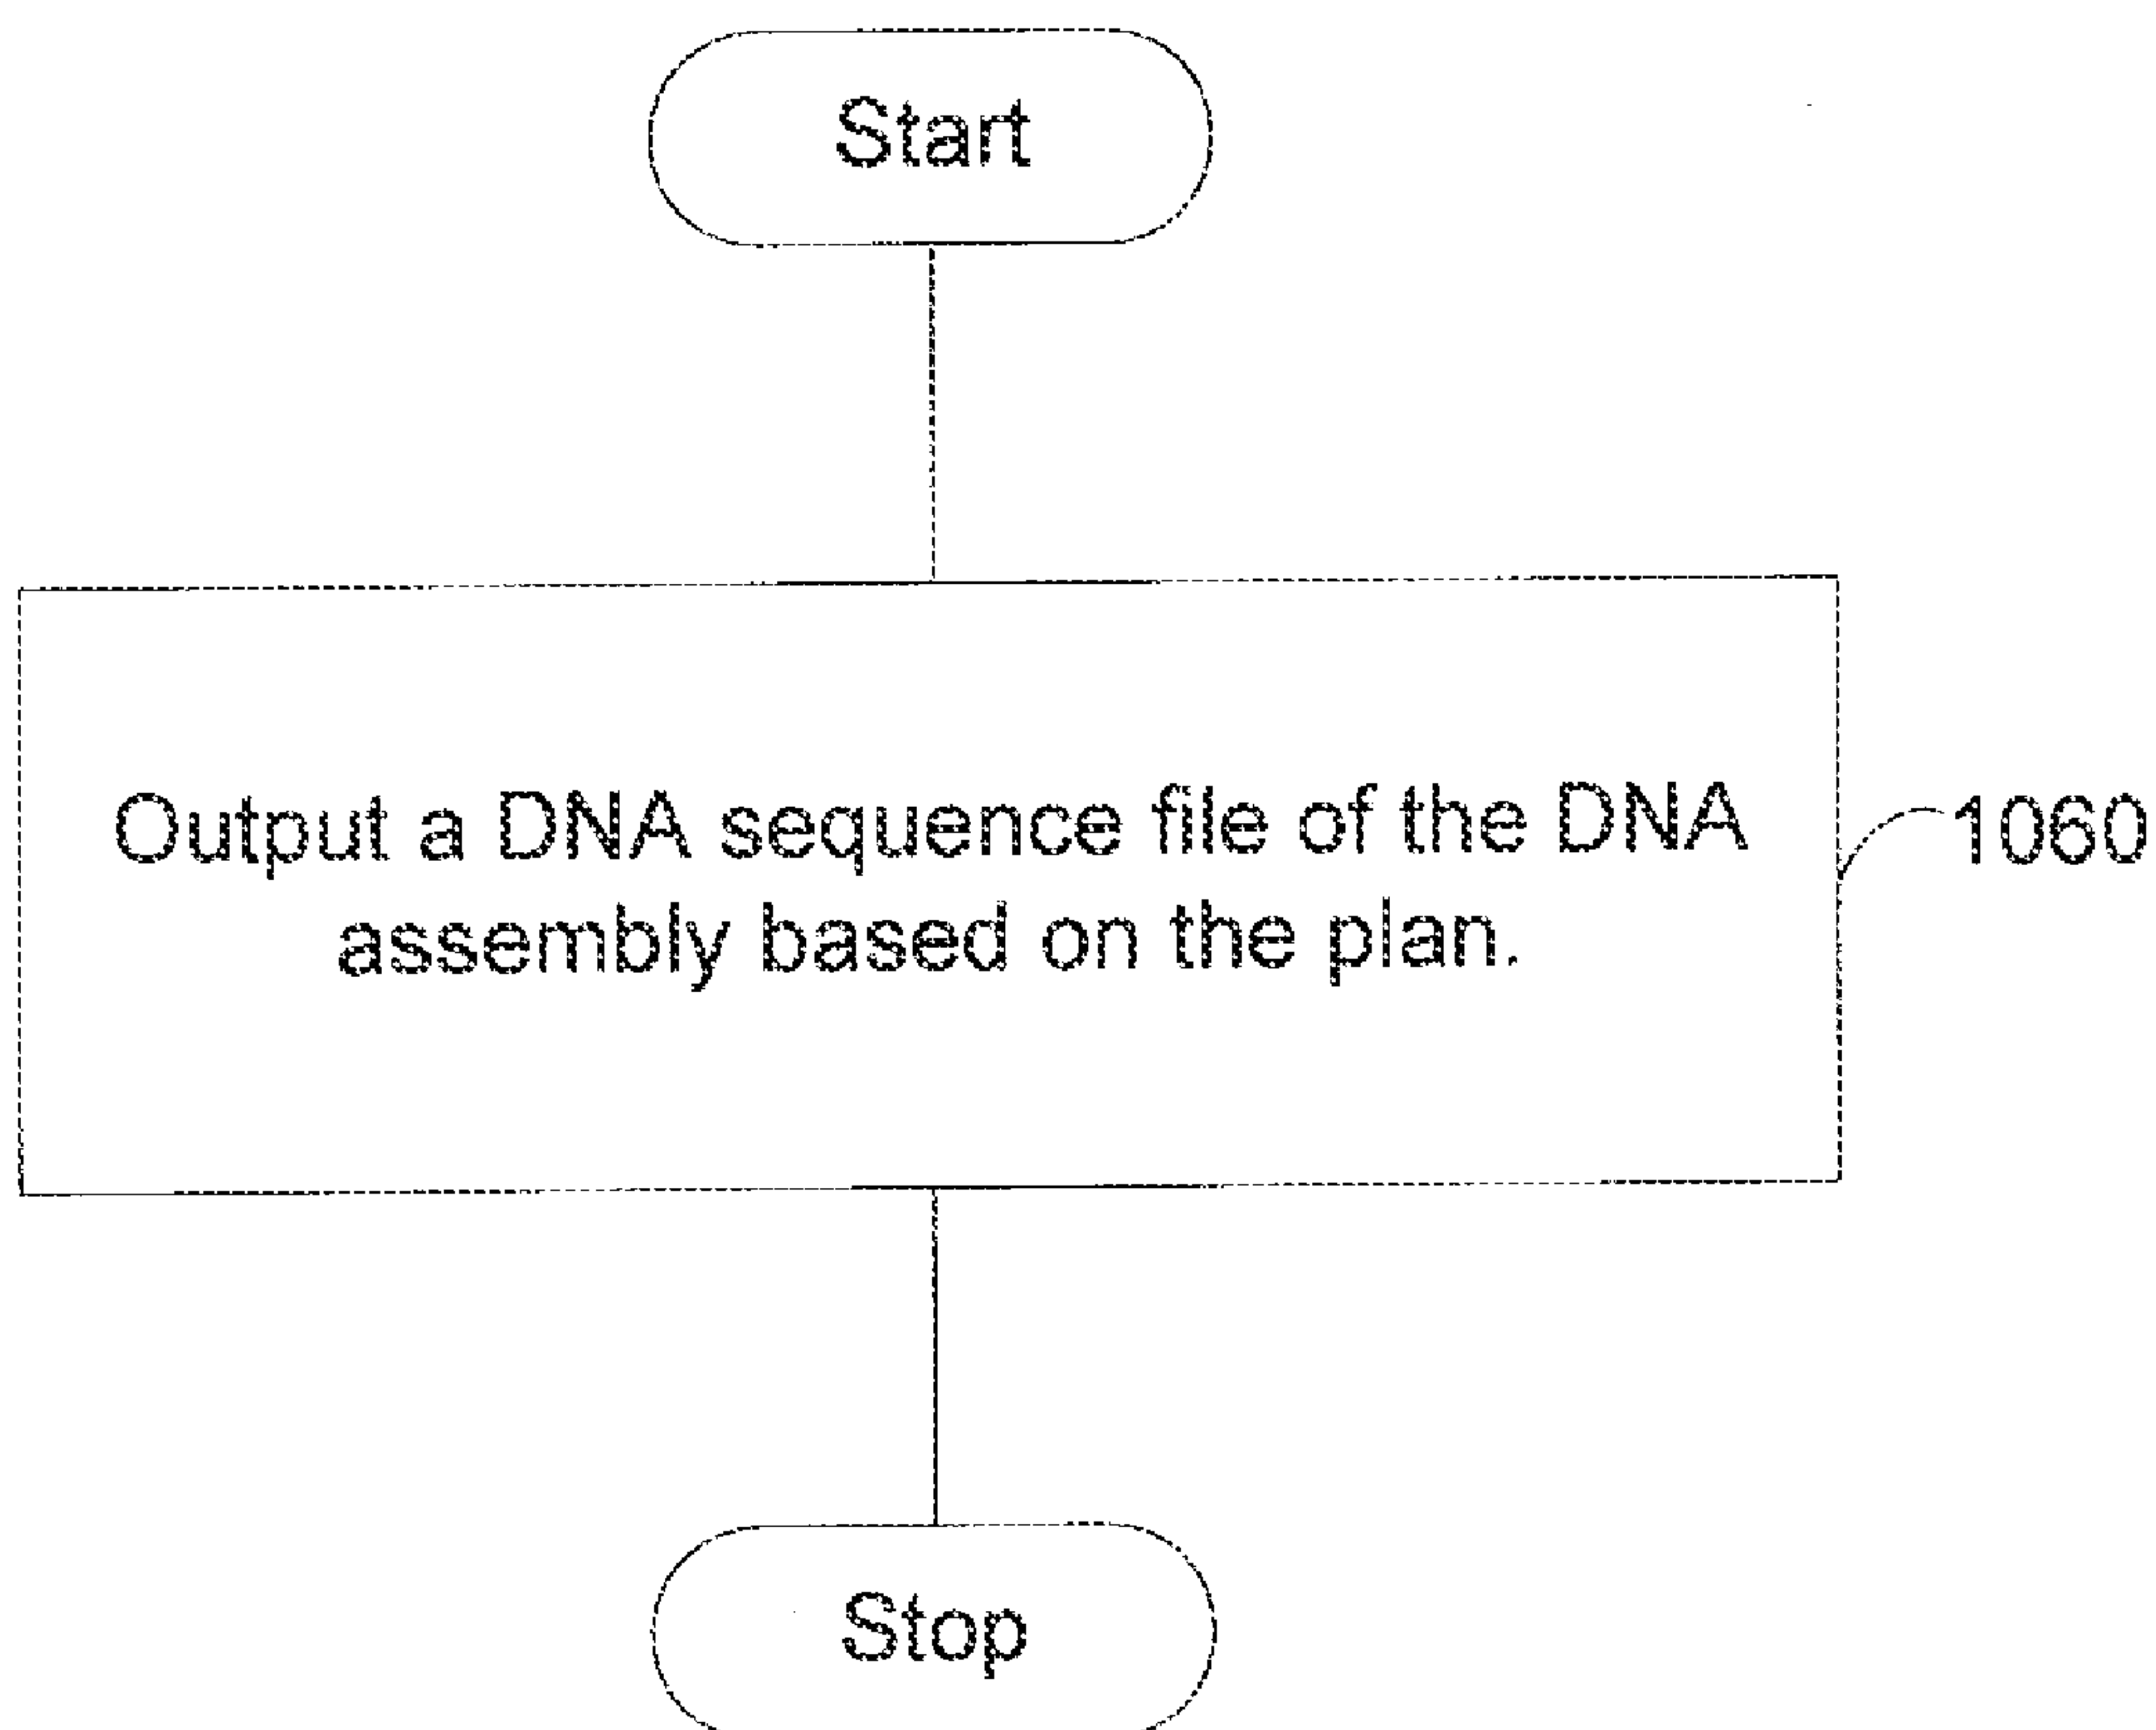 Start
Output a DNA sequence file of the DNA
assembly based on the plan.
1060
Stop